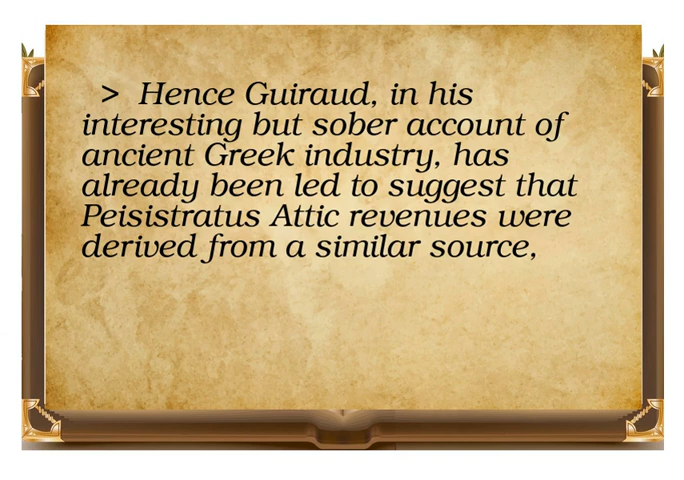 > Hence Guiraud, in his
interesting but sober account of
ancient Greek industry, has
already been led to suggest that
Peisistratus Attic revenues were
derived from a similar source,